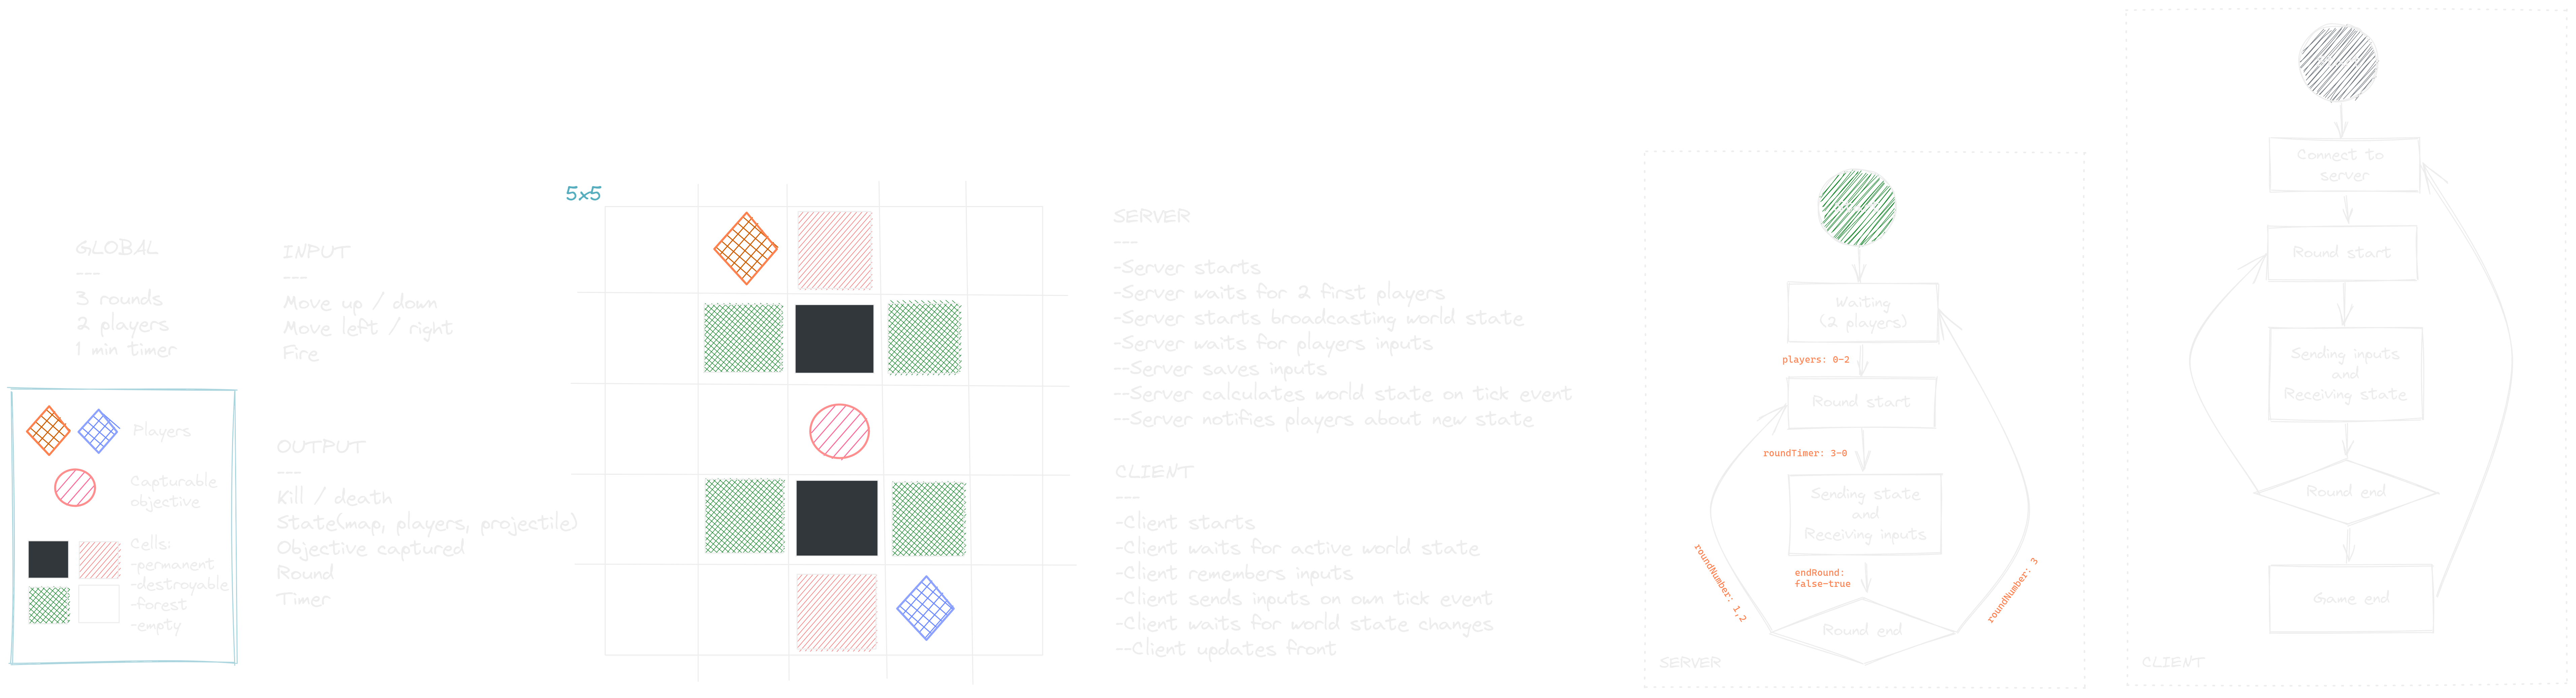 GLOBAL
---
3 rounds
2 players
1 min timer
INPUT
---
Move up / down
Move left / right
Fire
Players
Capturable
objective
Cells:
-permanent
-destroyable
-forest
-empty
OUTPUT
---
Kill / death
State(map, players, projectile)
Objective captured
Round
Timer
5x5
SERVER
---
-Server starts
-Server waits for 2 first players
-Server starts broadcasting world state
-Server waits for players inputs
--Server saves inputs
--Server calculates world state on tick event
--Server notifies players about new state
CLIENT
---
-Client starts
-Client waits for active world state
-Client remembers inputs
-Client sends inputs on own tick event
-Client waits for world state changes
--Client updates front
Waiting
(2 players)
players: 0-2
Round start
roundTimer: 3-0
Sending state
and
Receiving inputs
endRound:
false-true
roundNumber: 1,2
roundNumber: 3
Round end
SERVER
Connect to
server
Round start
Sending inputs
and
Receiving state
Round end
Game end
CLIENT